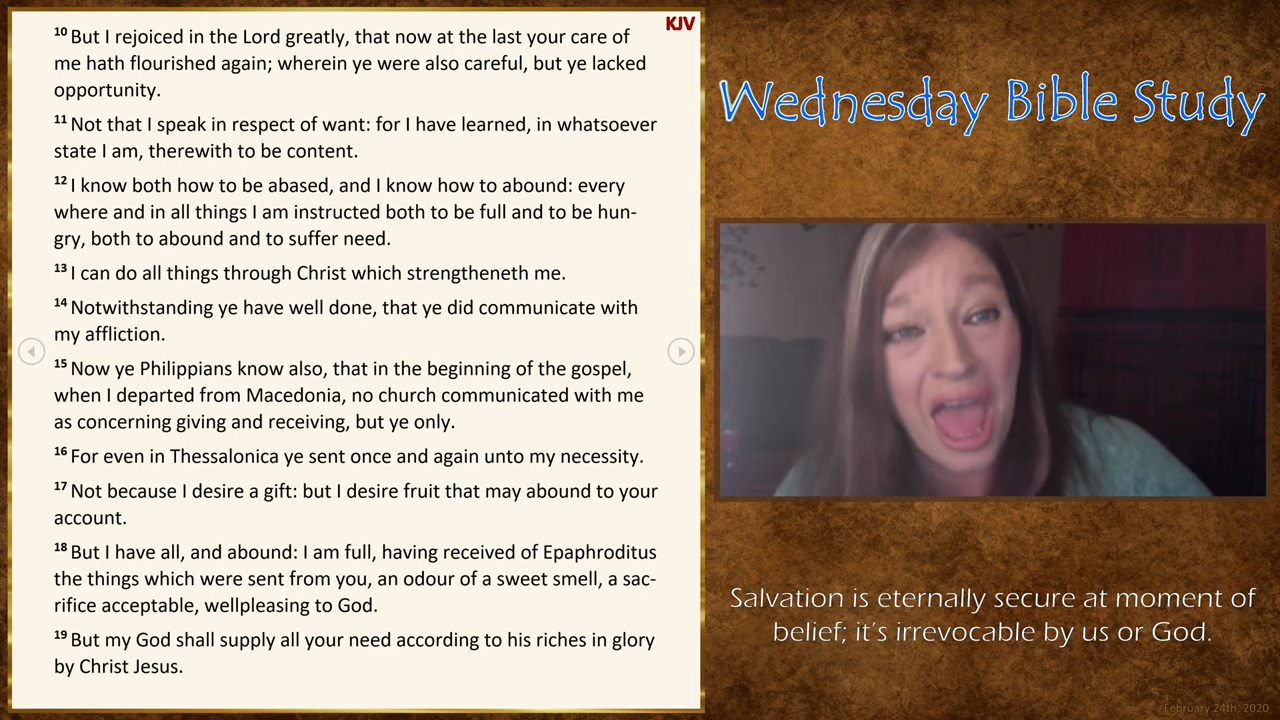 KJV
10 But I rejoiced in the Lord greatly, that now at the last your care of
me hath flourished again; wherein ye were also careful, but ye lacked
opportunity.
11 Not that I speak in respect of want: for I have learned, in whatsoever
state I am, therewith to be content.
12 I know both how to be abased, and I know how to abound: every
where and in all things I am instructed both to be full and to be hun-
gry, both to abound and to suffer need.
13 I can do all things through Christ which strengtheneth me.
14 Notwithstanding ye have well done, that ye did communicate with
my affliction.
15 Now ye Philippians know also, that in the beginning of the gospel,
when I departed from Macedonia, no church communicated with me
as concerning giving and receiving, but ye only.
16 For even in Thessalonica ye sent once and again unto my necessity.
17 Not because I desire a gift: but I desire fruit that may abound to your
account.
18 But I have all, and abound: I am full, having received of Epaphroditus
the things which were sent from you, an odour of a sweet smell, a sac-
rifice acceptable, wellpleasing to God.
19 But my God shall supply all your need according to his riches in glory
by Christ Jesus.
Wednesday Bible Study
Salvation is eternally secure at moment of
belief; it's irrevocable by us or God.
February 24th, 2020